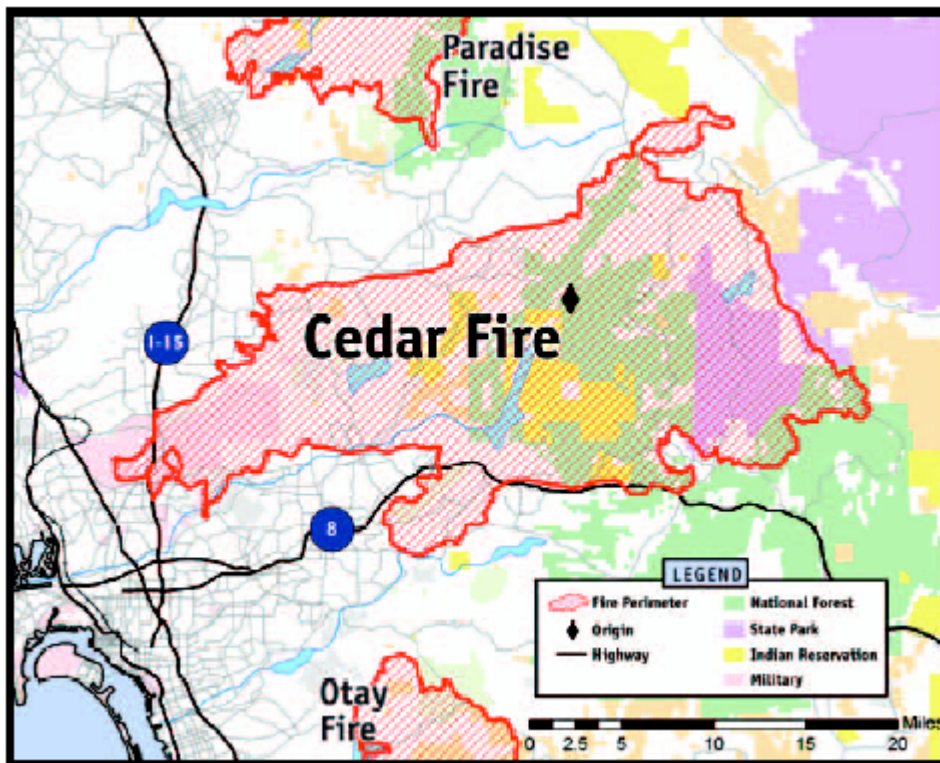 Paradise
Fire
Cedar Fire
I-15
8
LEGEND
Fire Perimeter
Origin
Highway
National Forest
State Park
Indian Reservation
Military
Otay
Fire
Miles
0 2.5 5 10 15 20